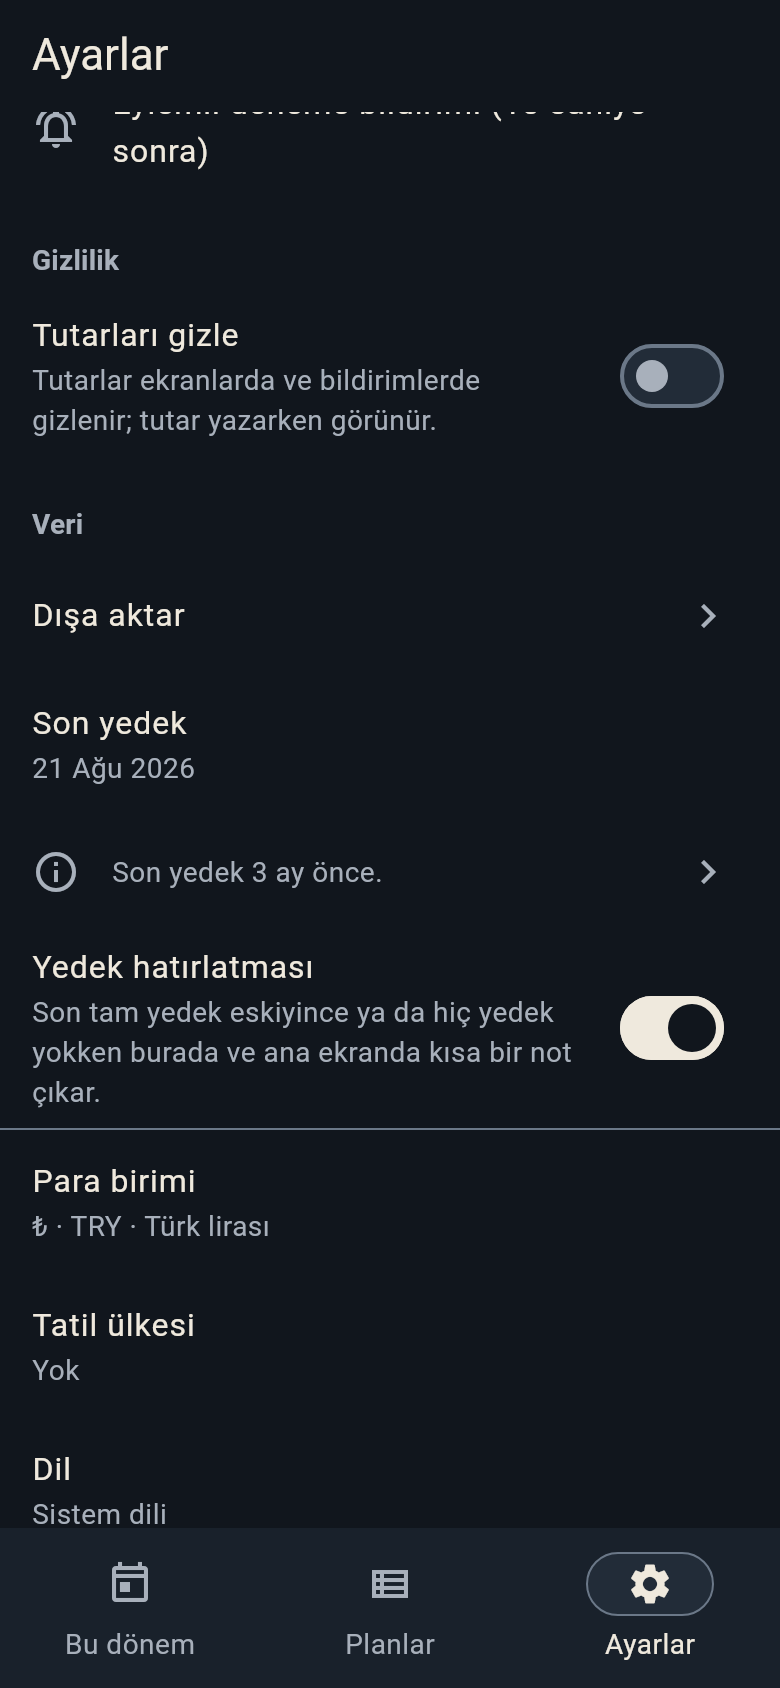 Ayarlar
sonra)
Gizlilik
Tutarları gizle
Tutarlar ekranlarda ve bildirimlerde
gizlenir; tutar yazarken görünür.
Veri
Dışa aktar
Son yedek
21 Ağu 2026
Son yedek 3 ay önce.
Yedek hatırlatması
Son tam yedek eskiyince ya da hiç yedek
yokken burada ve ana ekranda kısa bir not
çıkar.
Para birimi
₺ · TRY · Türk lirası
Tatil ülkesi
Yok
Dil
Sistem dili
Bu dönem
Planlar
Ayarlar